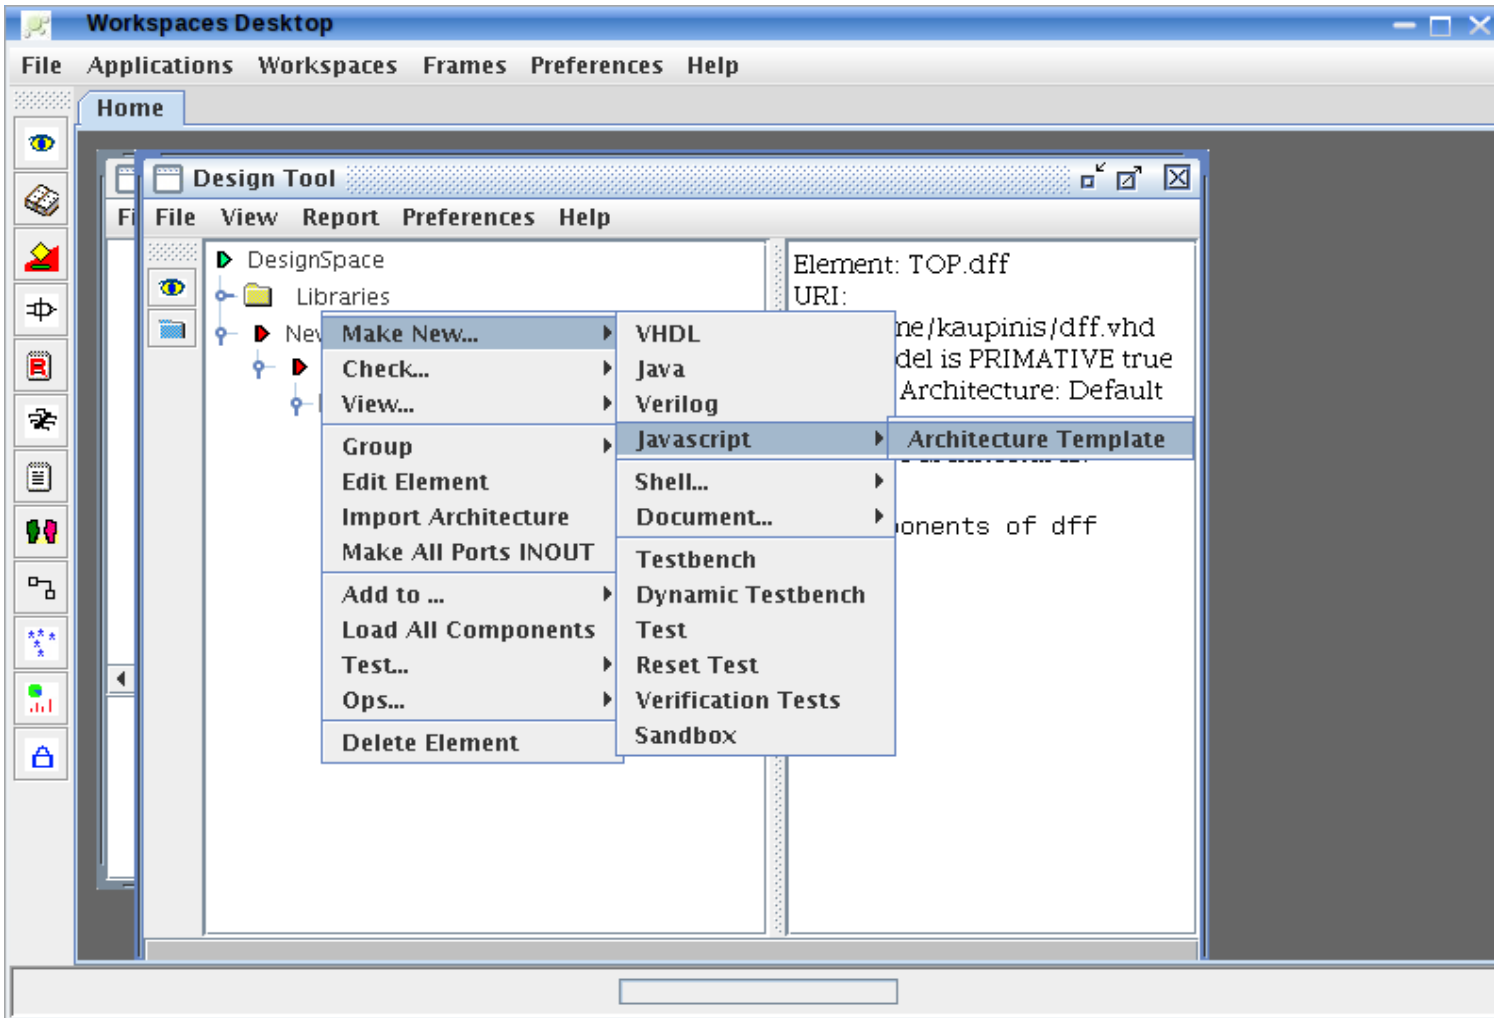 Workspaces Desktop
File Applications Workspaces Frames Preferences Help
Home
Design Tool
Fi File View Report Preferences Help
DesignSpace
Libraries
New
Make New...
Check...
View...
Group
Edit Element
Import Architecture
Make All Ports INOUT
Add to ...
Load All Components
Test...
Ops...
Delete Element
VHDL
Java
Verilog
Javascript
Shell...
Document...
Testbench
Dynamic Testbench
Test
Reset Test
Verification Tests
Sandbox
Architecture Template
Element: TOP.dff
URI:
me/kaupinis/dff.vhd
del is PRIMATIVE true
Architecture: Default
onents of dff
R